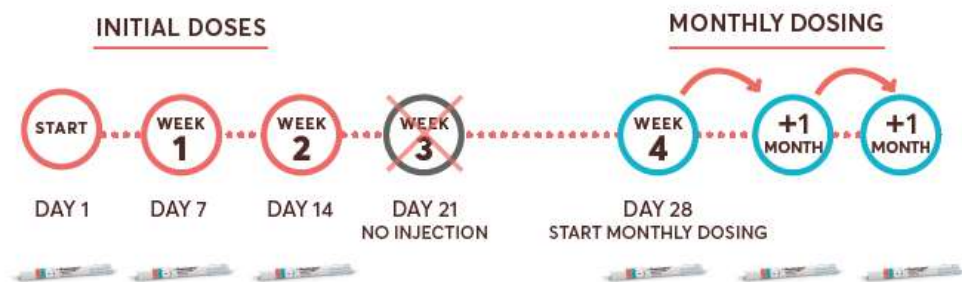 INITIAL DOSES
MONTHLY DOSING
START
WEEK
1
WEEK
2
WEEK
3
WEEK
4
+1
MONTH
+1
MONTH
DAY 1
DAY 7
DAY 14
DAY 21
NO INJECTION
DAY 28
START MONTHLY DOSING